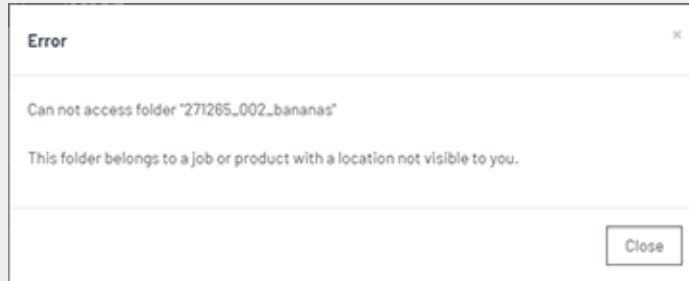 Error
×
Can not access folder "271265_002_bananas"
This folder belongs to a job or product with a location not visible to you.
Close